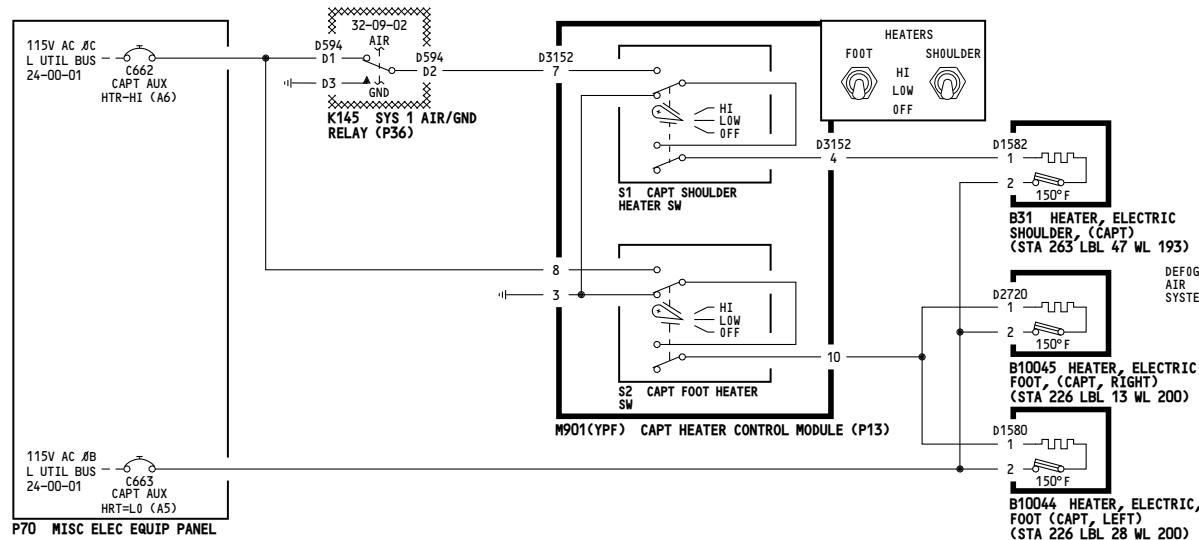 115V AC ØC
L UTIL BUS
24-00-01
C662
CAPT AUX
HTR-HI (A6)
32-09-02
AIR
D594
D1
D594
D2
D3
GND
K145 SYS 1 AIR/GND
RELAY (P36)
D3152
7
HI
LOW
OFF
S1 CAPT SHOULDER
HEATER SW
D3152
4
HEATERS
FOOT
SHOULDER
HI
LOW
OFF
D1582
1
2
150°F
B31 HEATER, ELECTRIC
SHOULDER, (CAPT)
(STA 263 LBL 47 WL 193)
8
3
HI
LOW
OFF
10
S2 CAPT FOOT HEATER
SW
M901(YPF) CAPT HEATER CONTROL MODULE (P13)
DEFOG
AIR
SYSTE
D2720
1
2
150°F
B10045 HEATER, ELECTRIC
FOOT, (CAPT, RIGHT)
(STA 226 LBL 13 WL 200)
D1580
1
2
150°F
B10044 HEATER, ELECTRIC,
FOOT (CAPT, LEFT)
(STA 226 LBL 28 WL 200)
115V AC ØB
L UTIL BUS
24-00-01
C663
CAPT AUX
HRT=LO (A5)
P70 MISC ELEC EQUIP PANEL